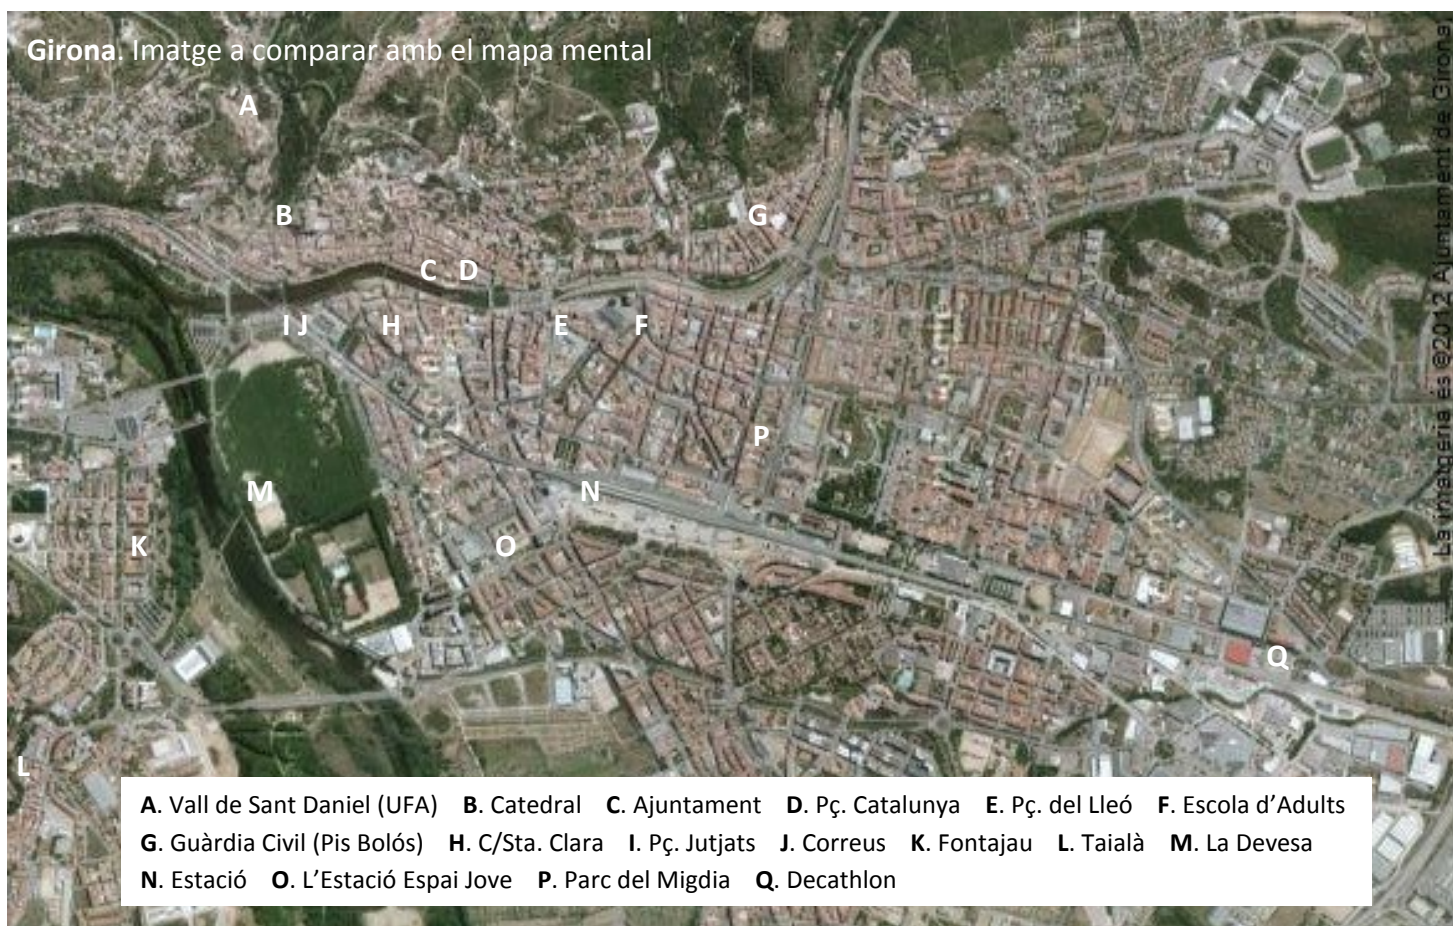 Girona. Imatge a comparar amb el mapa mental
A
B
G
C D
I J H E F
P
M N
K O
Q
L
La imatgeria és ©2012 Ajuntament de Girona
A. Vall de Sant Daniel (UFA) B. Catedral C. Ajuntament D. Pç. Catalunya E. Pç. del Lleó F. Escola d’Adults
G. Guàrdia Civil (Pis Bolós) H. C/Sta. Clara I. Pç. Jutjats J. Correus K. Fontajau L. Taialà M. La Devesa
N. Estació O. L’Estació Espai Jove P. Parc del Migdia Q. Decathlon